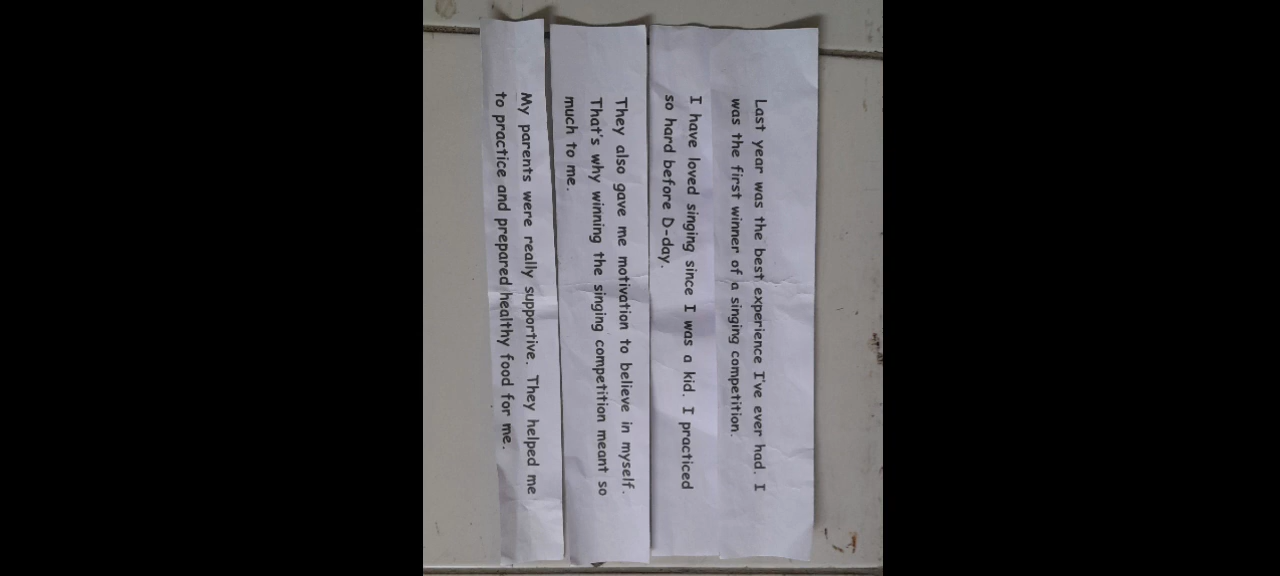 Last year was the best experience I've ever had. I
was the first winner of a singing competition.
I have loved singing since I was a kid. I practiced
so hard before D-day.
They also gave me motivation to believe in myself.
That's why winning the singing competition meant so
much to me.
My parents were really supportive. They helped me
to practice and prepared healthy food for me.